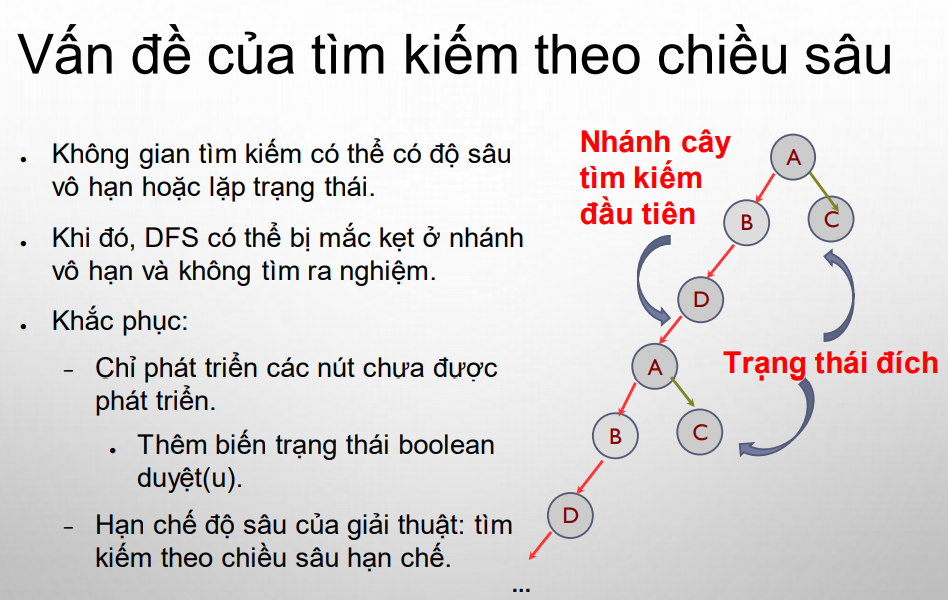 Vấn đề của tìm kiếm theo chiều sâu
• Không gian tìm kiếm có thể có độ sâu
vô hạn hoặc lặp trạng thái.
• Khi đó, DFS có thể bị mắc kẹt ở nhánh
vô hạn và không tìm ra nghiệm.
• Khắc phục:
– Chỉ phát triển các nút chưa được
phát triển.
• Thêm biến trạng thái boolean
duyệt(u).
– Hạn chế độ sâu của giải thuật: tìm
kiếm theo chiều sâu hạn chế.
Nhánh cây
tìm kiếm
đầu tiên
A
B
C
D
A
Trạng thái đích
B
C
D
...